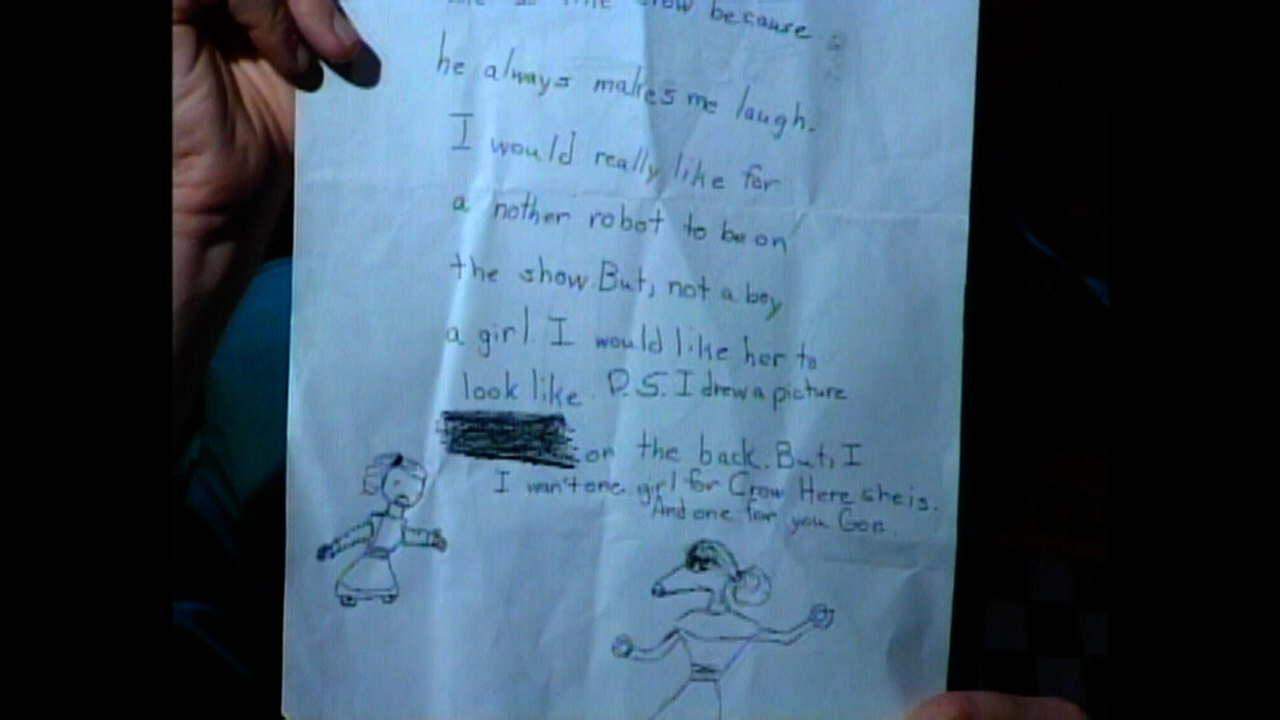 because
he always makes me laugh.
I would really like for
a nother robot to be on
the show. But, not a boy
a girl. I would like her to
look like. P.S. I drew a picture
on the back. But, I
I wan't one girl for Crow Here she is.
And one for you Goe.